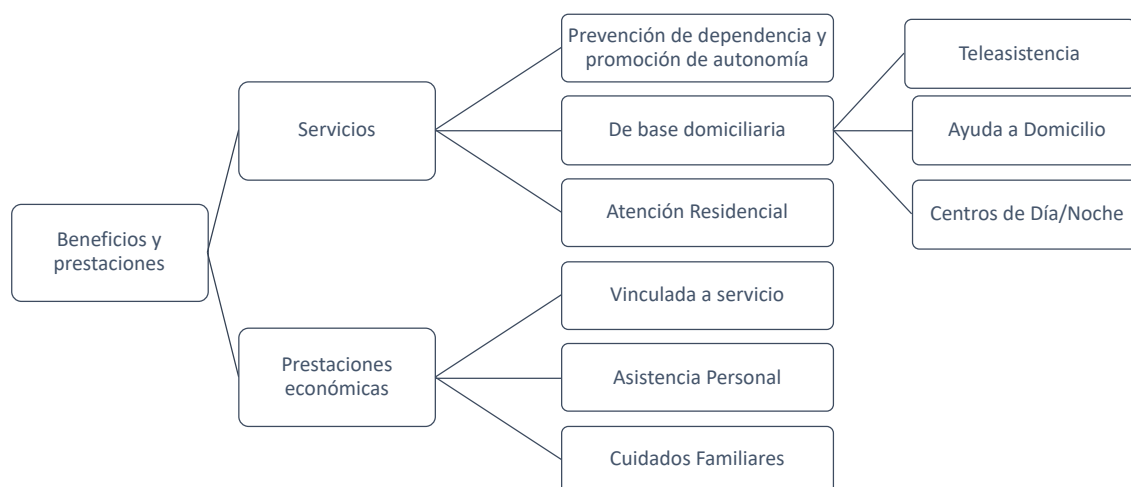 Beneficios y
prestaciones
Servicios
Prevención de dependencia y
promoción de autonomía
De base domiciliaria
Teleasistencia
Ayuda a Domicilio
Centros de Día/Noche
Atención Residencial
Prestaciones
económicas
Vinculada a servicio
Asistencia Personal
Cuidados Familiares